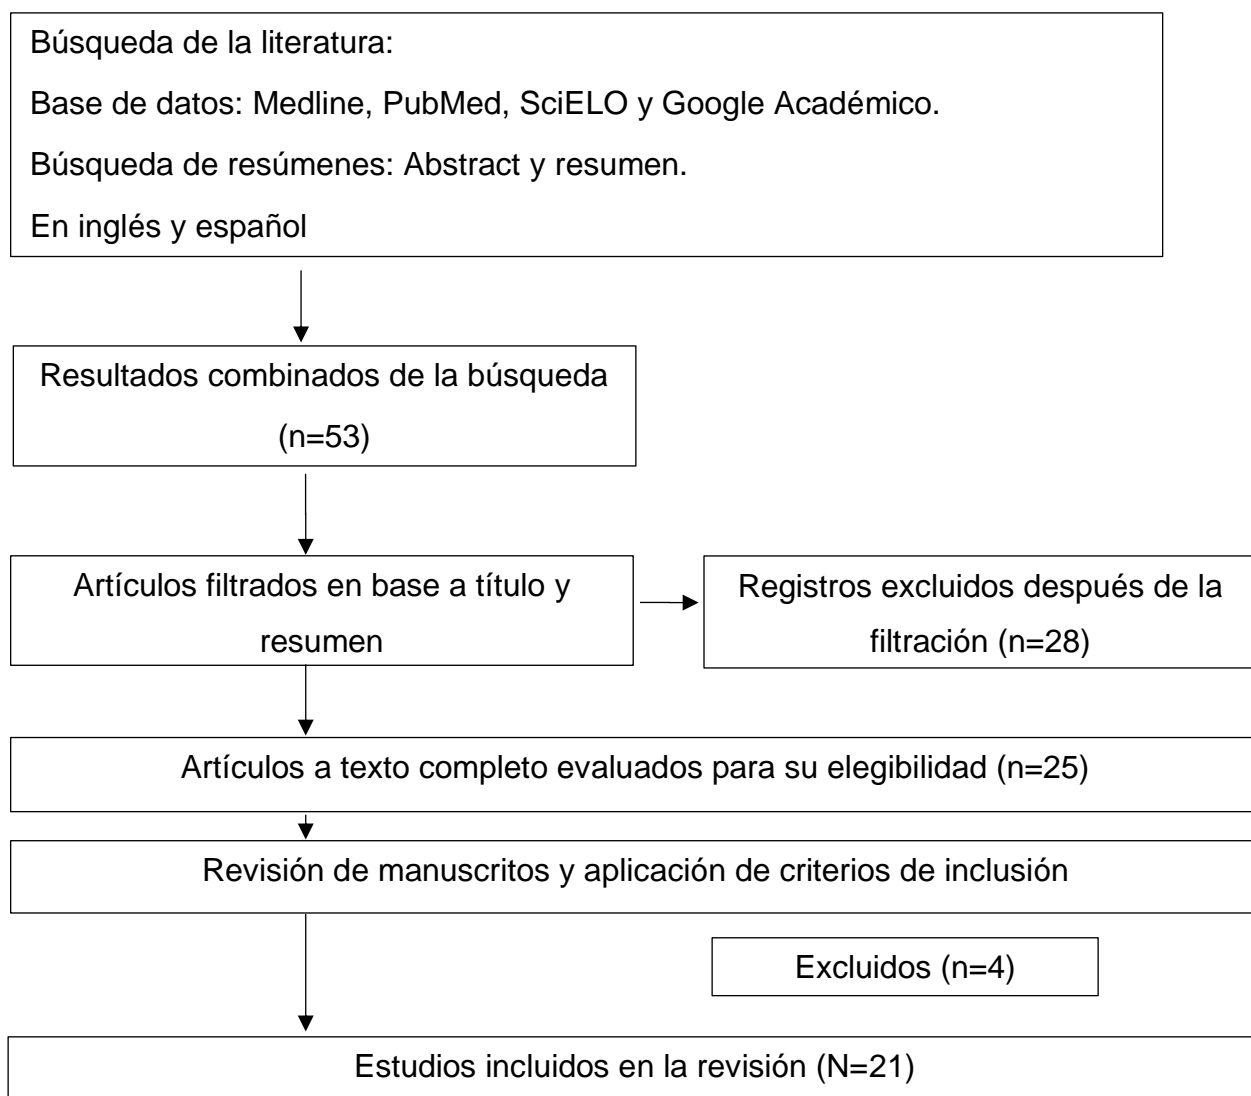 Búsqueda de la literatura:
Base de datos: Medline, PubMed, SciELO y Google Académico.
Búsqueda de resúmenes: Abstract y resumen.
En inglés y español
Resultados combinados de la búsqueda
(n=53)
Artículos filtrados en base a título y
resumen
Registros excluidos después de la
filtración (n=28)
Artículos a texto completo evaluados para su elegibilidad (n=25)
Revisión de manuscritos y aplicación de criterios de inclusión
Excluidos (n=4)
Estudios incluidos en la revisión (N=21)